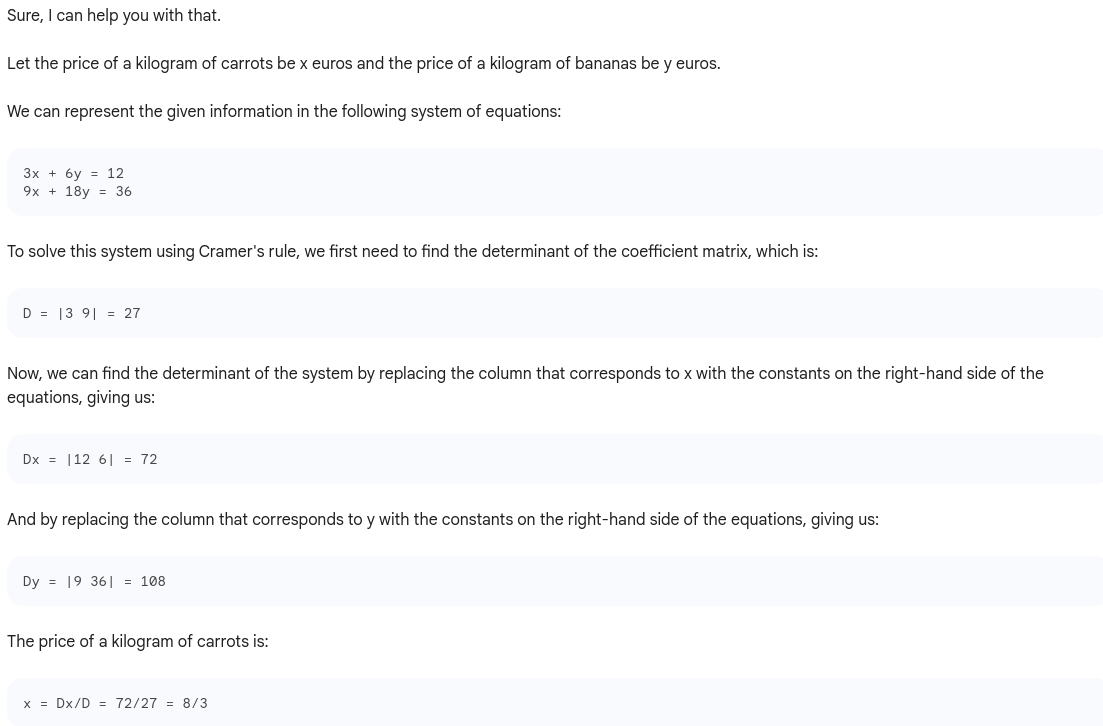 Sure, I can help you with that.
Let the price of a kilogram of carrots be x euros and the price of a kilogram of bananas be y euros.
We can represent the given information in the following system of equations:
3x + 6y = 12
9x + 18y = 36
To solve this system using Cramer's rule, we first need to find the determinant of the coefficient matrix, which is:
D = |3 9| = 27
Now, we can find the determinant of the system by replacing the column that corresponds to x with the constants on the right-hand side of the
equations, giving us:
Dx = |12 6| = 72
And by replacing the column that corresponds to y with the constants on the right-hand side of the equations, giving us:
Dy = |9 36| = 108
The price of a kilogram of carrots is:
x = Dx/D = 72/27 = 8/3